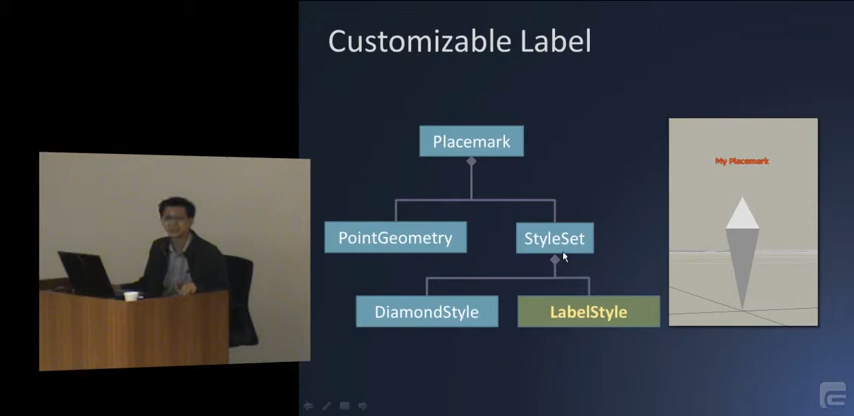 Customizable Label
Placemark
PointGeometry
StyleSet
DiamondStyle
LabelStyle
My Placemark